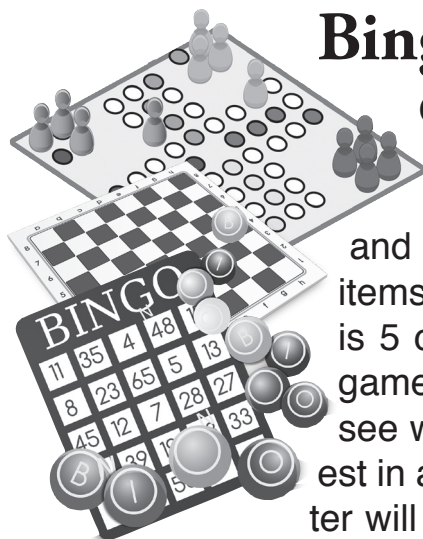 Bing
and
items
is 5
game
see w
est in a
ter will
BINGO
11 35 4 48
8 23 65 5 13
45 12 7 28 27
39 33
B
I
O
B
I
O
B